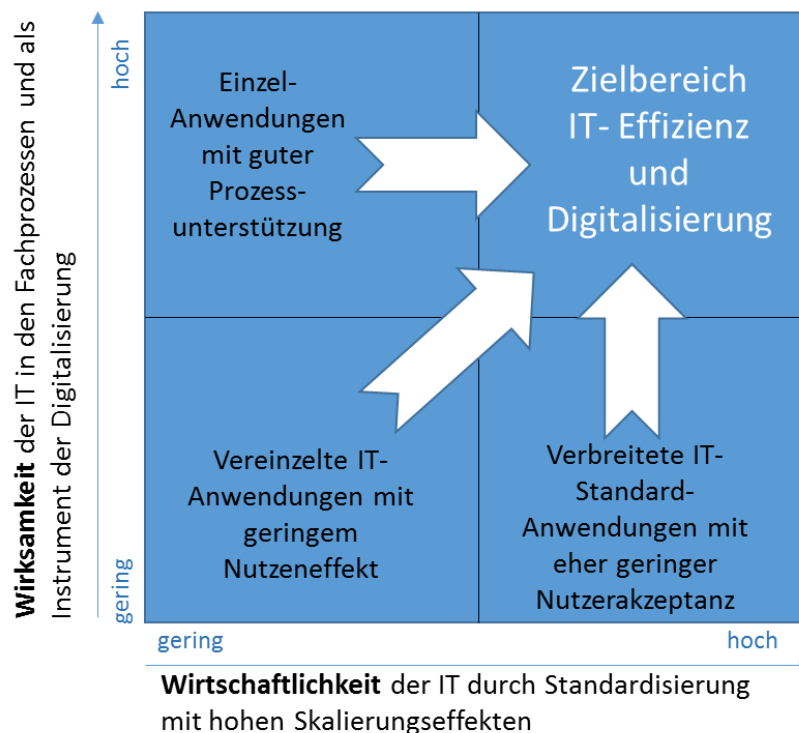 Wirksamkeit der IT in den Fachprozessen und als
Instrument der Digitalisierung
hoch
gering
Einzel-
Anwendungen
mit guter
Prozess-
unterstützung
Zielbereich
IT- Effizienz
und
Digitalisierung
Vereinzelte IT-
Anwendungen mit
geringem
Nutzeneffekt
Verbreitete IT-
Standard-
Anwendungen mit
eher geringer
Nutzerakzeptanz
gering
hoch
Wirtschaftlichkeit der IT durch Standardisierung
mit hohen Skalierungseffekten